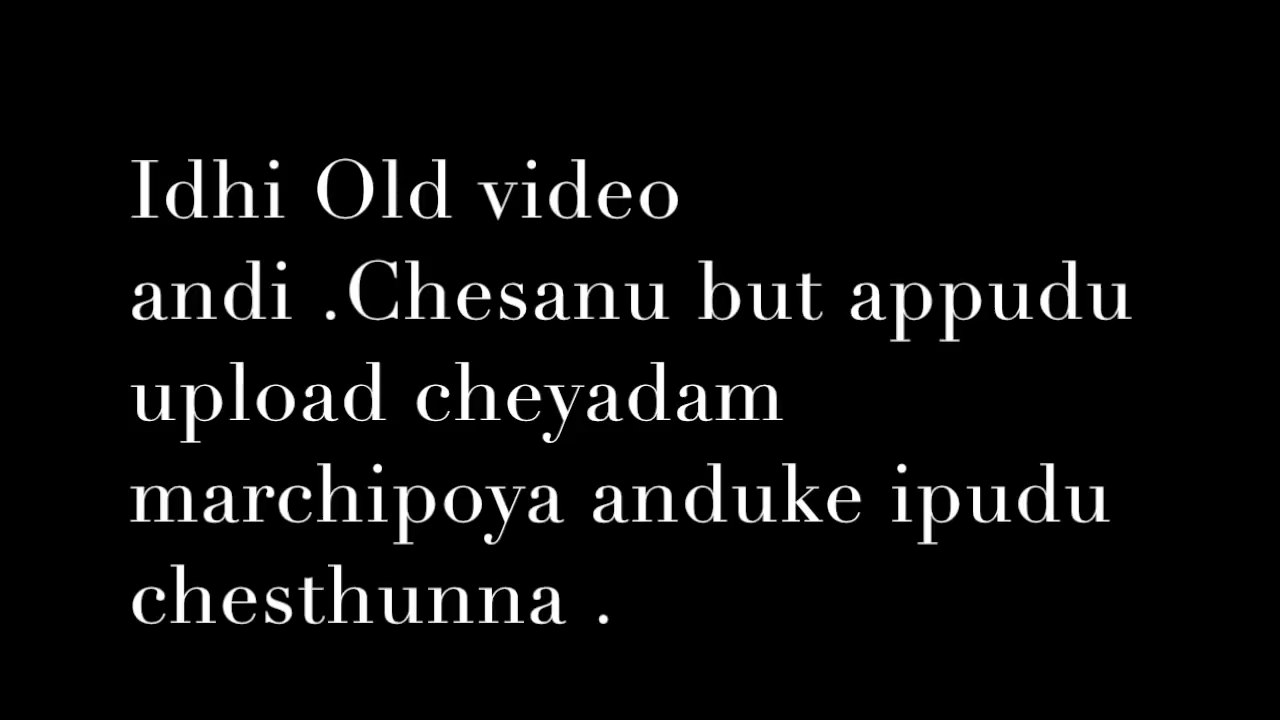 Idhi Old video
andi .Chesanu but appudu
upload cheyadam
marchipoya anduke ipudu
chesthunna .